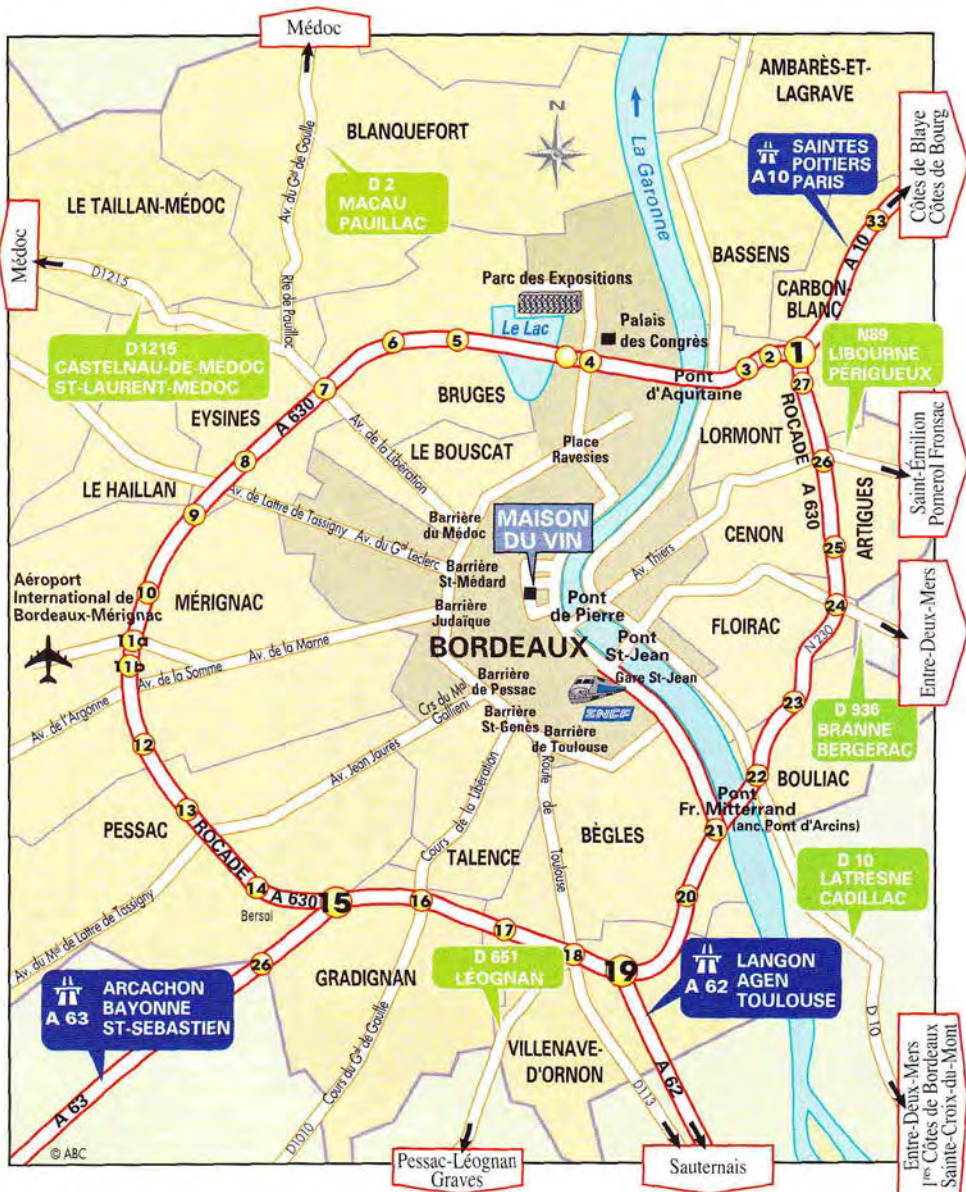 Médoc
AMBARÈS-ET-
LAGRAVE
Av. du Gal de Gaulle
BLANQUEFORT
N
La Garonne
A10
SAINTES
POITIERS
PARIS
Côtes de Blaye
Côtes de Bourg
D 2
MACAU
PAUILLAC
LE TAILLAN-MÉDOC
33
Médoc
D1215
Rte de Pauillac
BASSENS
A 10
Parc des Expositions
CARBON
BLANC
Le Lac
Palais
des Congrès
D1215
CASTELNAU-DE-MÉDOC
ST-LAURENT-MÉDOC
N89
LIBOURNE
PÉRIGUEUX
6
5
4
3
2
1
27
7
Pont
d'Aquitaine
BRUGES
EYSINES
A 630
ROCADE
A 630
Av. de la Libération
LE BOUSCAT
Place
Ravesies
LORMONT
26
Saint-Émilion
Pomerol Fronsac
8
LE HAILLAN
9
Av. de Lattre de Tassigny
Av. du Gal Leclerc
Barrière
du Médoc
MAISON
DU VIN
CENON
ARTIGUES
25
Av. Thiers
Barrière
St-Médard
Aéroport
International de
Bordeaux-Mérignac
10
MÉRIGNAC
Barrière
Judaïque
Pont
de Pierre
24
11a
11b
BORDEAUX
Pont
St-Jean
FLOIRAC
N 230
Entre-Deux-Mers
Av. de la Marne
Av. de la Somme
Av. de l'Argonne
Barrière
de Pessac
Gare St-Jean
SNCF
Crs du Mal
Gallieni
Barrière
St-Genès
Barrière
de Toulouse
23
D 936
BRANNE
BERGERAC
12
Av. Jean Jaurès
Cours de la Libération
Route de
Toulouse
22
BOULIAC
13
Pont
Fr. Mitterrand
(anc. Pont d'Arcins)
21
PESSAC
ROCADE
BÈGLES
TALENCE
D 10
LATRESNE
CADILLAC
14
A 630
15
16
20
Bersol
Av. du Mal de Lattre de Tassigny
17
18
19
26
GRADIGNAN
D 651
LÉOGNAN
A 62
LANGON
AGEN
TOULOUSE
A 63
ARCACHON
BAYONNE
ST-SEBASTIEN
D 10
Cours du Gal de Gaulle
VILLENAVE-
D'ORNON
A 63
D1010
D113
A 62
© ABC
Pessac-Léognan
Graves
Sauternais
Entre-Deux-Mers
1res Côtes de Bordeaux
Sainte-Croix-du-Mont